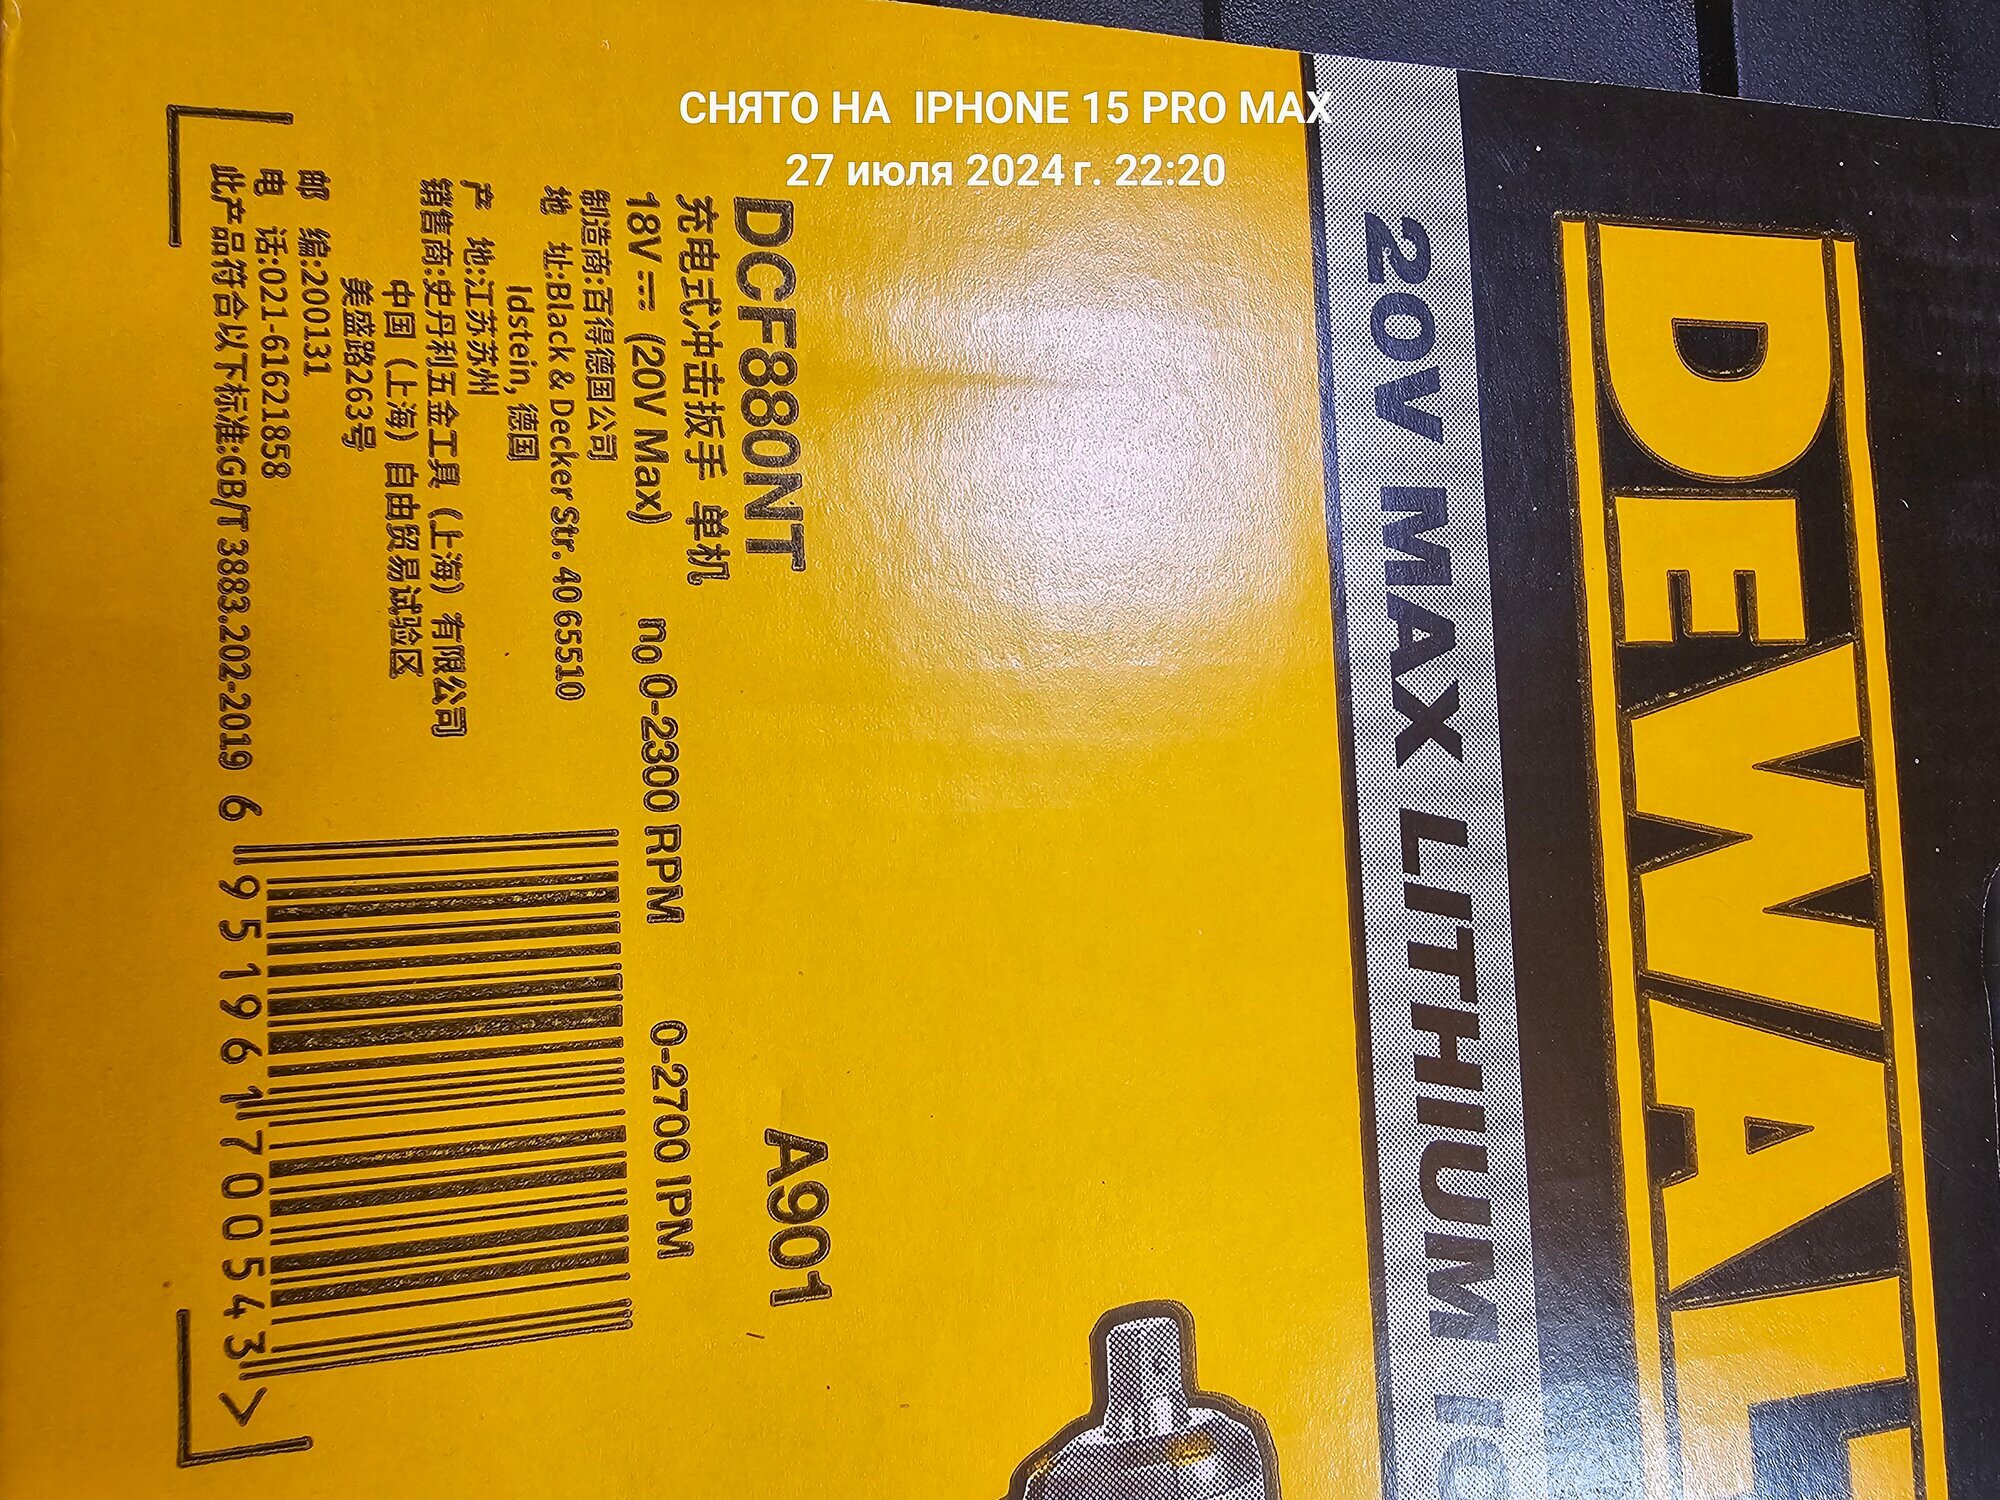 СНЯТО НА IPHONE 15 PRO MAX
27 июля 2024 г. 22:20
DEWALT
20V MAX LITHIUM IO
DCF880NT
A901
充电式冲击扳手 单机
18V (20V Max) no 0-2300 RPM 0-2700 IPM
制造商:百得德国公司
地 址:Black & Decker Str. 40 65510
Idstein, 德国
产 地:江苏苏州
销售商:史丹利五金工具（上海）有限公司
中国（上海）自由贸易试验区
美盛路263号
邮 编:200131
电 话:021-61621858
此产品符合以下标准:GB/T 3883.202-2019
6 951961 700543 >